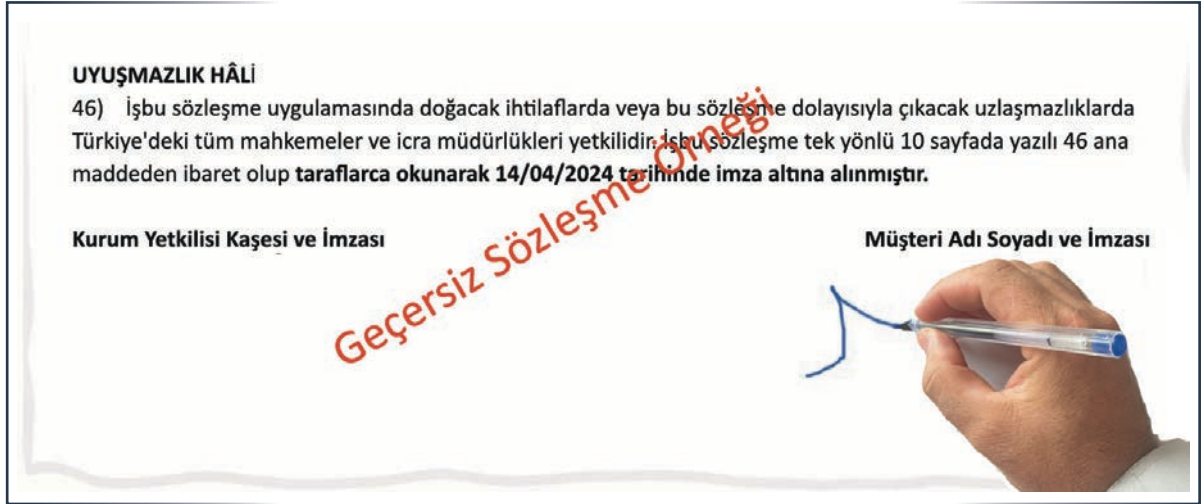 UYUŞMAZLIK HÂLİ
46) İşbu sözleşme uygulamasında doğacak ihtilaflarda veya bu sözleşme dolayısıyla çıkacak uzlaşmazlıklarda
Türkiye'deki tüm mahkemeler ve icra müdürlükleri yetkilidir. İşbu sözleşme tek yönlü 10 sayfada yazılı 46 ana
maddeden ibaret olup taraflarca okunarak 14/04/2024 tarihinde imza altına alınmıştır.
Kurum Yetkilisi Kaşesi ve İmzası
Müşteri Adı Soyadı ve İmzası
Geçersiz Sözleşme Örneği